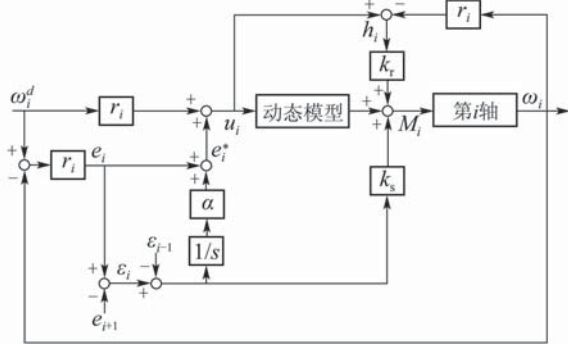 + − r_i
h_i
k_r
ω_i^d r_i + + u_i 动态模型 + + + M_i 第i轴 ω_i
+ − r_i e_i + + e_i^*
α
k_s
1/s
ε_{i−1}
+ − ε_i − +
e_{i+1}